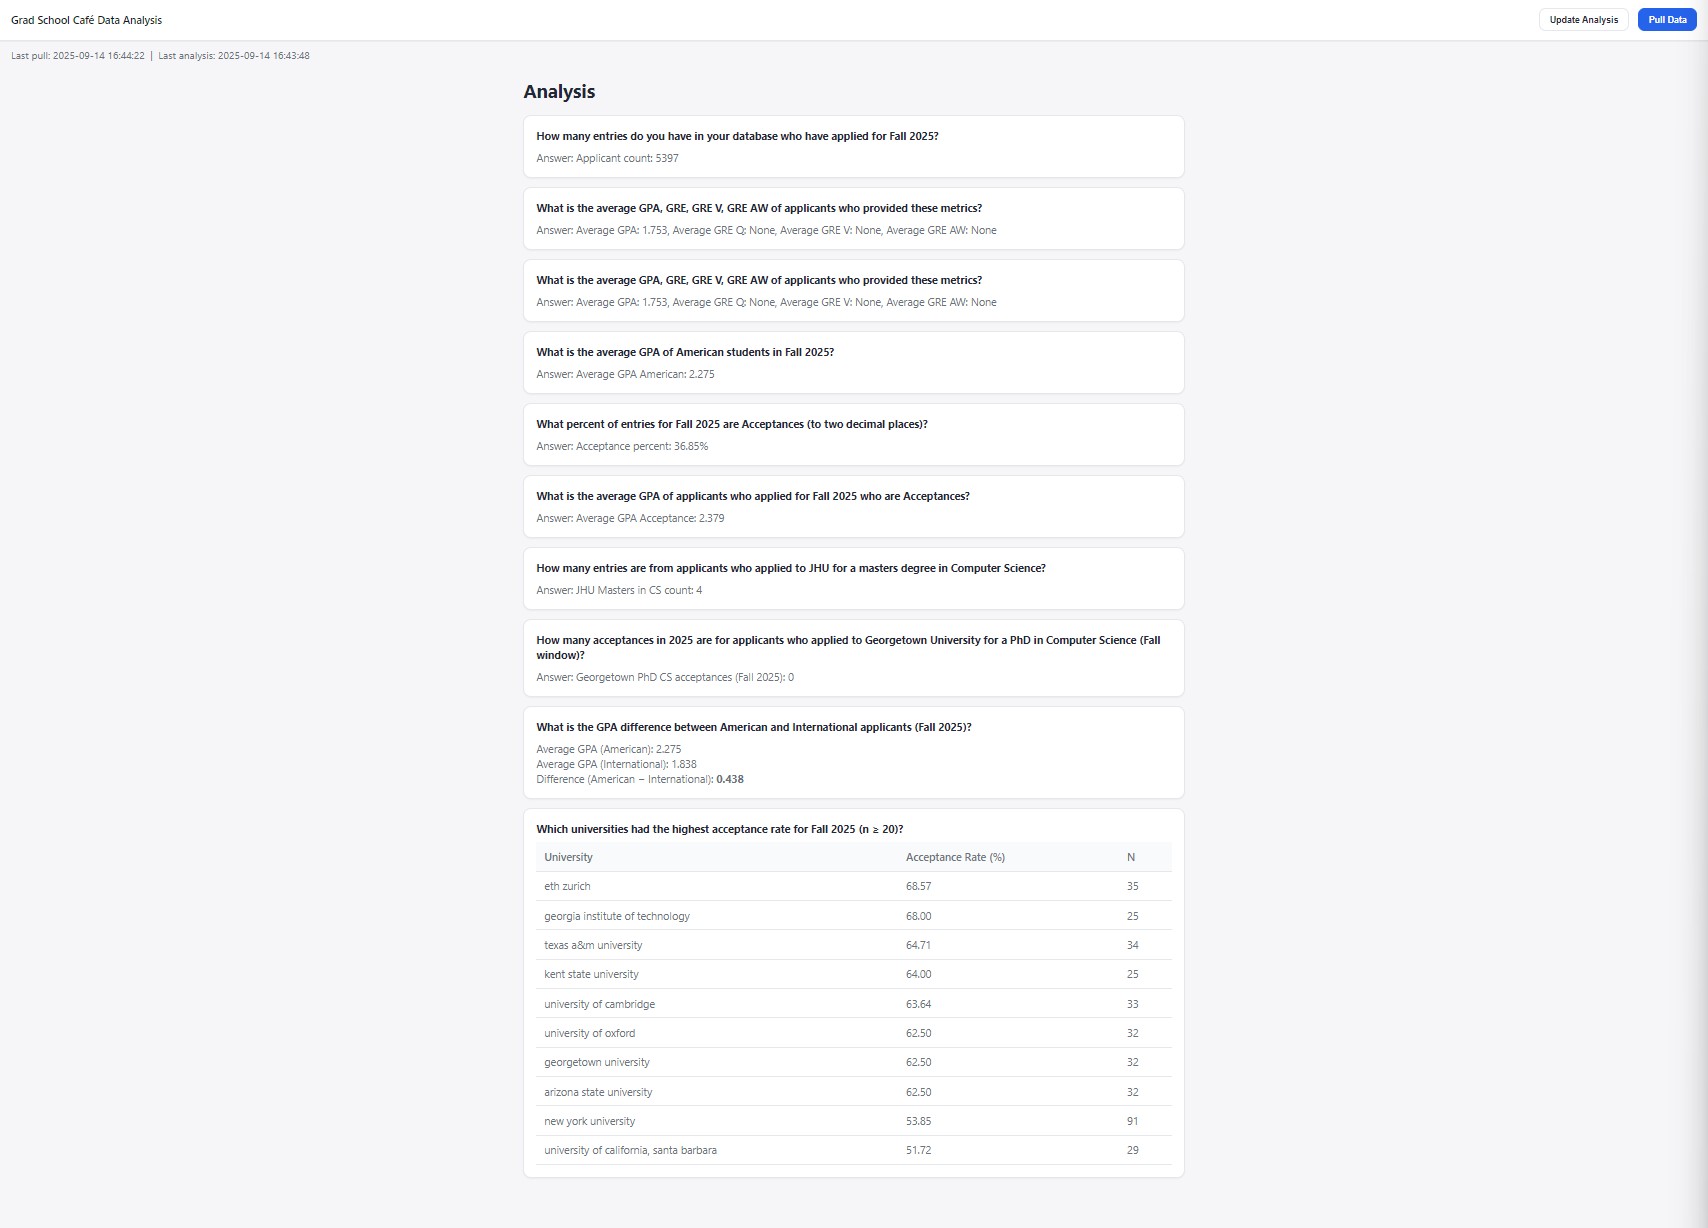 Grad School Café Data Analysis
Update Analysis
Pull Data
Last pull: 2025-09-14 16:44:22 | Last analysis: 2025-09-14 16:43:48
Analysis
How many entries do you have in your database who have applied for Fall 2025?
Answer: Applicant count: 5397
What is the average GPA, GRE, GRE V, GRE AW of applicants who provided these metrics?
Answer: Average GPA: 1.753, Average GRE Q: None, Average GRE V: None, Average GRE AW: None
What is the average GPA, GRE, GRE V, GRE AW of applicants who provided these metrics?
Answer: Average GPA: 1.753, Average GRE Q: None, Average GRE V: None, Average GRE AW: None
What is the average GPA of American students in Fall 2025?
Answer: Average GPA American: 2.275
What percent of entries for Fall 2025 are Acceptances (to two decimal places)?
Answer: Acceptance percent: 36.85%
What is the average GPA of applicants who applied for Fall 2025 who are Acceptances?
Answer: Average GPA Acceptance: 2.379
How many entries are from applicants who applied to JHU for a masters degree in Computer Science?
Answer: JHU Masters in CS count: 4
How many acceptances in 2025 are for applicants who applied to Georgetown University for a PhD in Computer Science (Fall
window)?
Answer: Georgetown PhD CS acceptances (Fall 2025): 0
What is the GPA difference between American and International applicants (Fall 2025)?
Average GPA (American): 2.275
Average GPA (International): 1.838
Difference (American − International): 0.438
Which universities had the highest acceptance rate for Fall 2025 (n ≥ 20)?
University Acceptance Rate (%) N
eth zurich 68.57 35
georgia institute of technology 68.00 25
texas a&m university 64.71 34
kent state university 64.00 25
university of cambridge 63.64 33
university of oxford 62.50 32
georgetown university 62.50 32
arizona state university 62.50 32
new york university 53.85 91
university of california, santa barbara 51.72 29